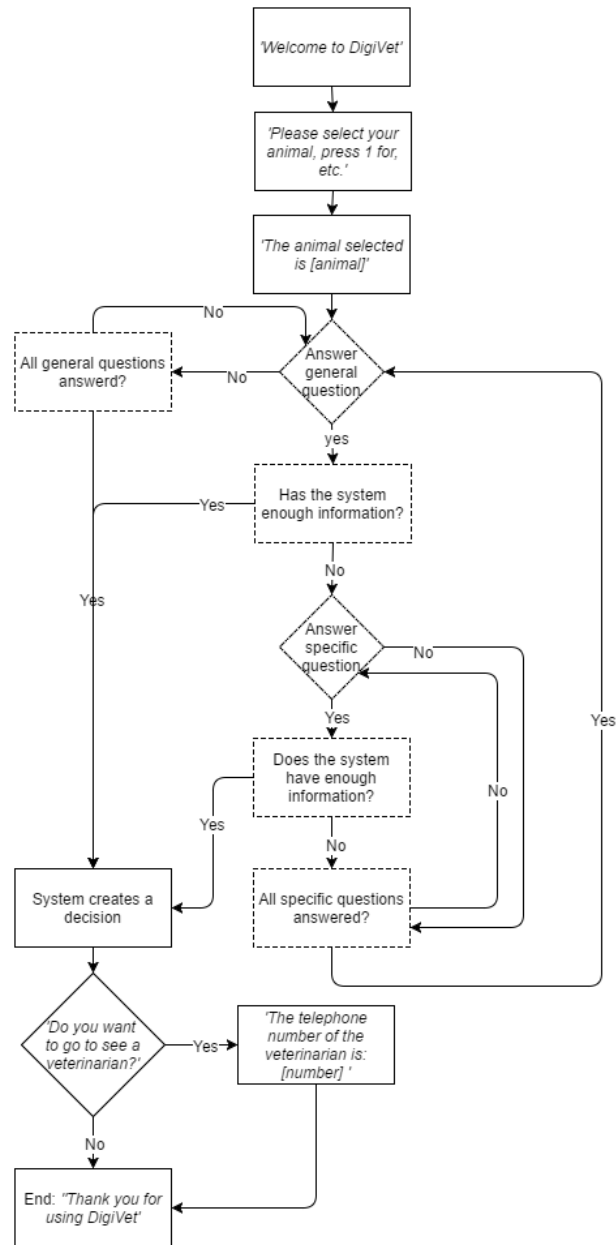 'Welcome to DigiVet'
'Please select your
animal, press 1 for,
etc.'
'The animal selected
is [animal]'
No
Answer
general
question
No
All general questions
answerd?
yes
Has the system
enough information?
Yes
No
Yes
Answer
specific
question
No
Yes
Yes
Does the system
have enough
information?
No
Yes
No
All specific questions
answered?
System creates a
decision
'Do you want
to go to see a
veterinarian?'
Yes
'The telephone
number of the
veterinarian is:
[number] '
No
End: "Thank you for
using DigiVet'